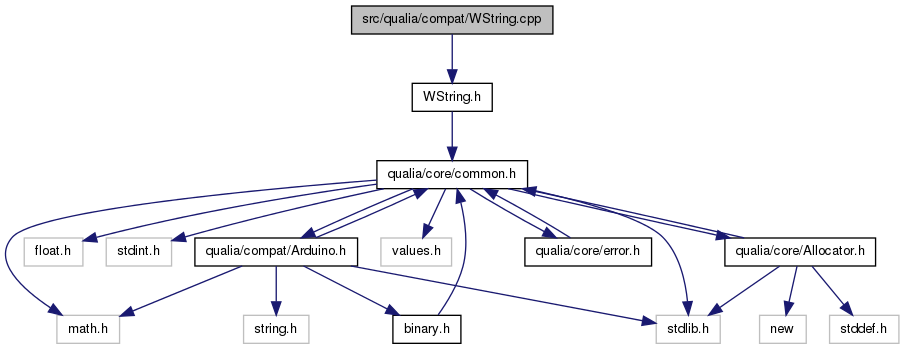 src/qualia/compat/WString.cpp
WString.h
qualia/core/common.h
float.h
stdint.h
qualia/compat/Arduino.h
values.h
qualia/core/error.h
qualia/core/Allocator.h
math.h
string.h
binary.h
stdlib.h
new
stddef.h